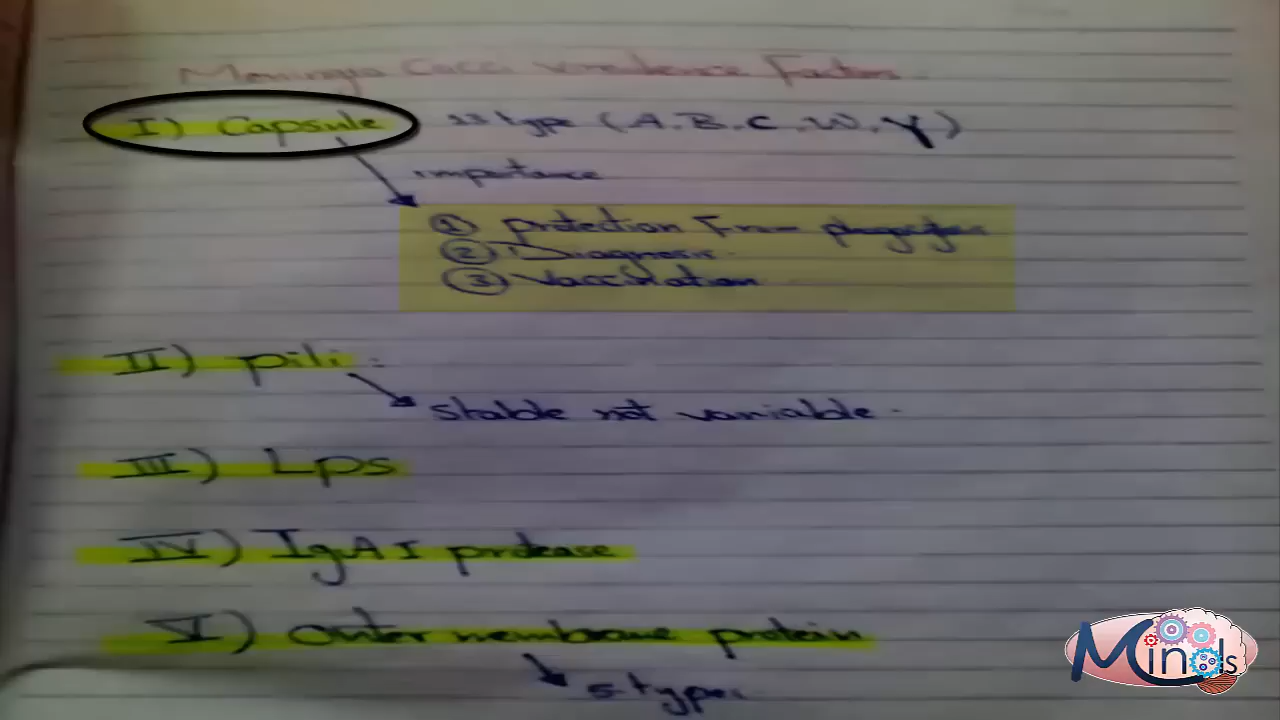 Meningo Cocci virulence Factors.
I) Capsule 13 type (A, B, C, W, Y)
importance
① protection From phagocytosis
② Diagnosis.
③ Vaccination
II) pili :
stable not variable.
III) Lps
IV) IgA1 protease
V) Outer membrane protein
5 types
Minds